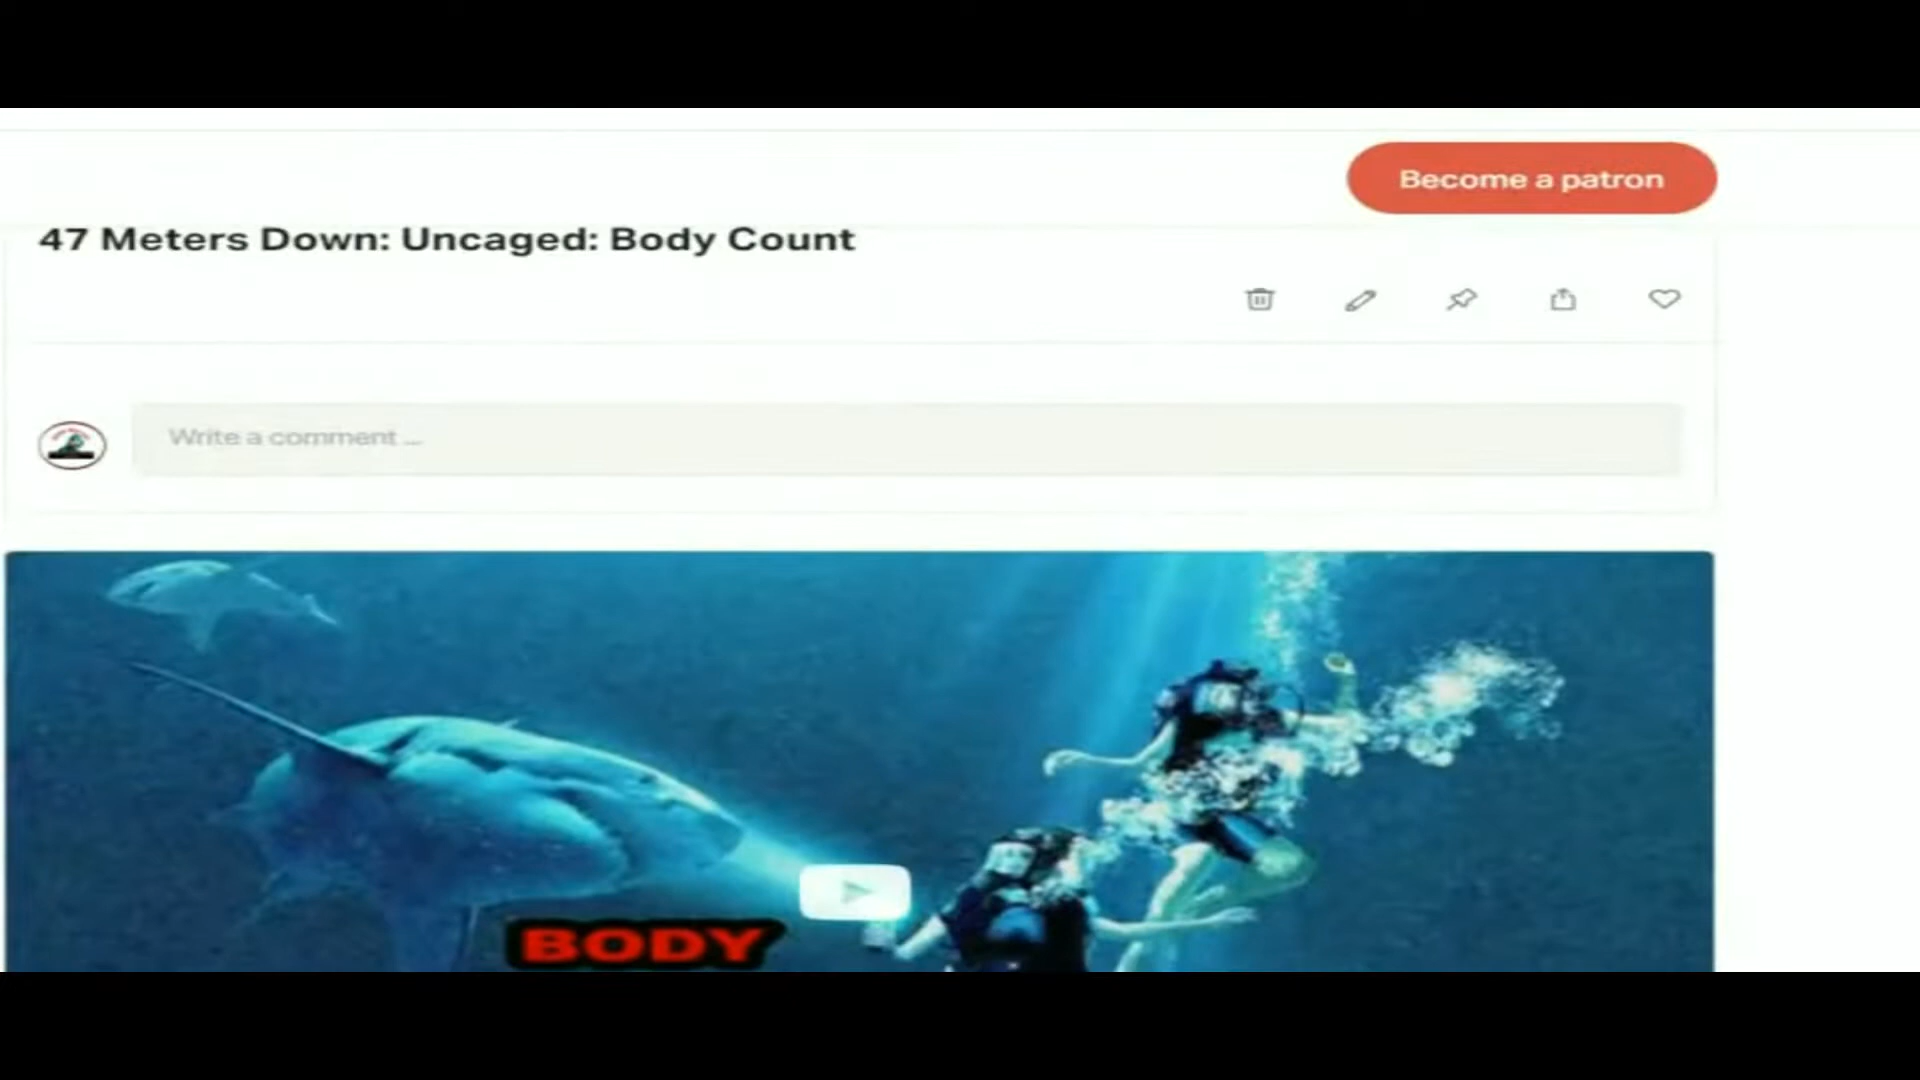 Become a patron
47 Meters Down: Uncaged: Body Count
Write a comment ...
BODY